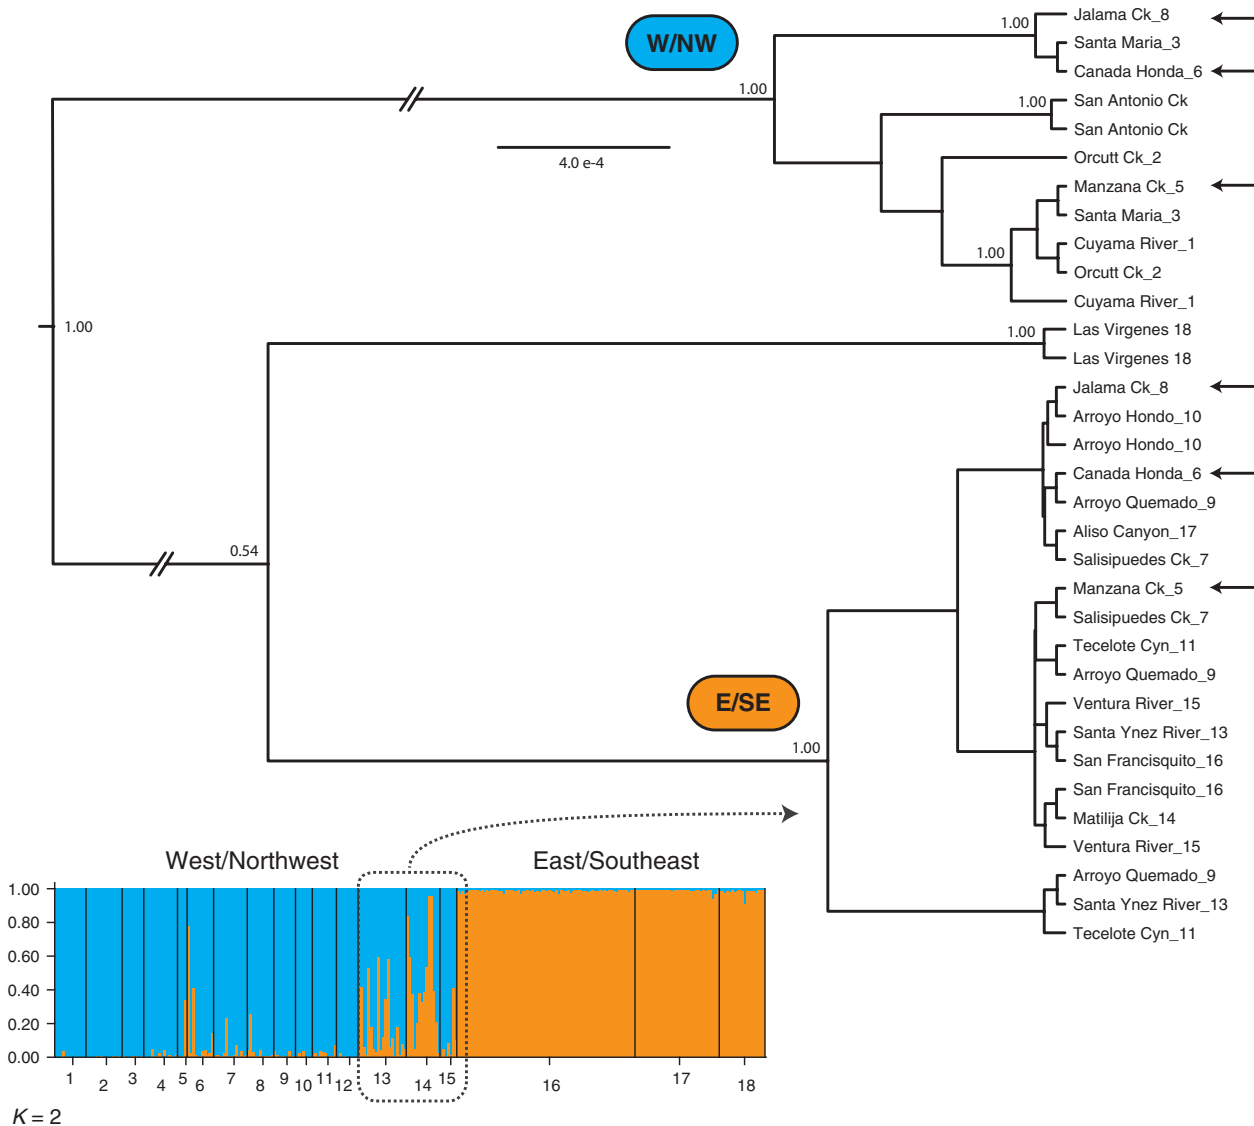 W/NW
1.00
Jalama Ck_8
Santa Maria_3
Canada Honda_6
1.00
1.00
San Antonio Ck
San Antonio Ck
4.0 e-4
Orcutt Ck_2
Manzana Ck_5
Santa Maria_3
1.00
Cuyama River_1
Orcutt Ck_2
Cuyama River_1
1.00
1.00
Las Virgenes 18
Las Virgenes 18
Jalama Ck_8
Arroyo Hondo_10
Arroyo Hondo_10
Canada Honda_6
Arroyo Quemado_9
Aliso Canyon_17
0.54
Salisipuedes Ck_7
Manzana Ck_5
Salisipuedes Ck_7
Tecelote Cyn_11
Arroyo Quemado_9
E/SE
Ventura River_15
Santa Ynez River_13
1.00
San Francisquito_16
San Francisquito_16
Matilija Ck_14
Ventura River_15
Arroyo Quemado_9
Santa Ynez River_13
Tecelote Cyn_11
West/Northwest
East/Southeast
1.00
0.80
0.60
0.40
0.20
0.00
1 2 3 4 5 6 7 8 9 10 11 12 13 14 15 16 17 18
K = 2